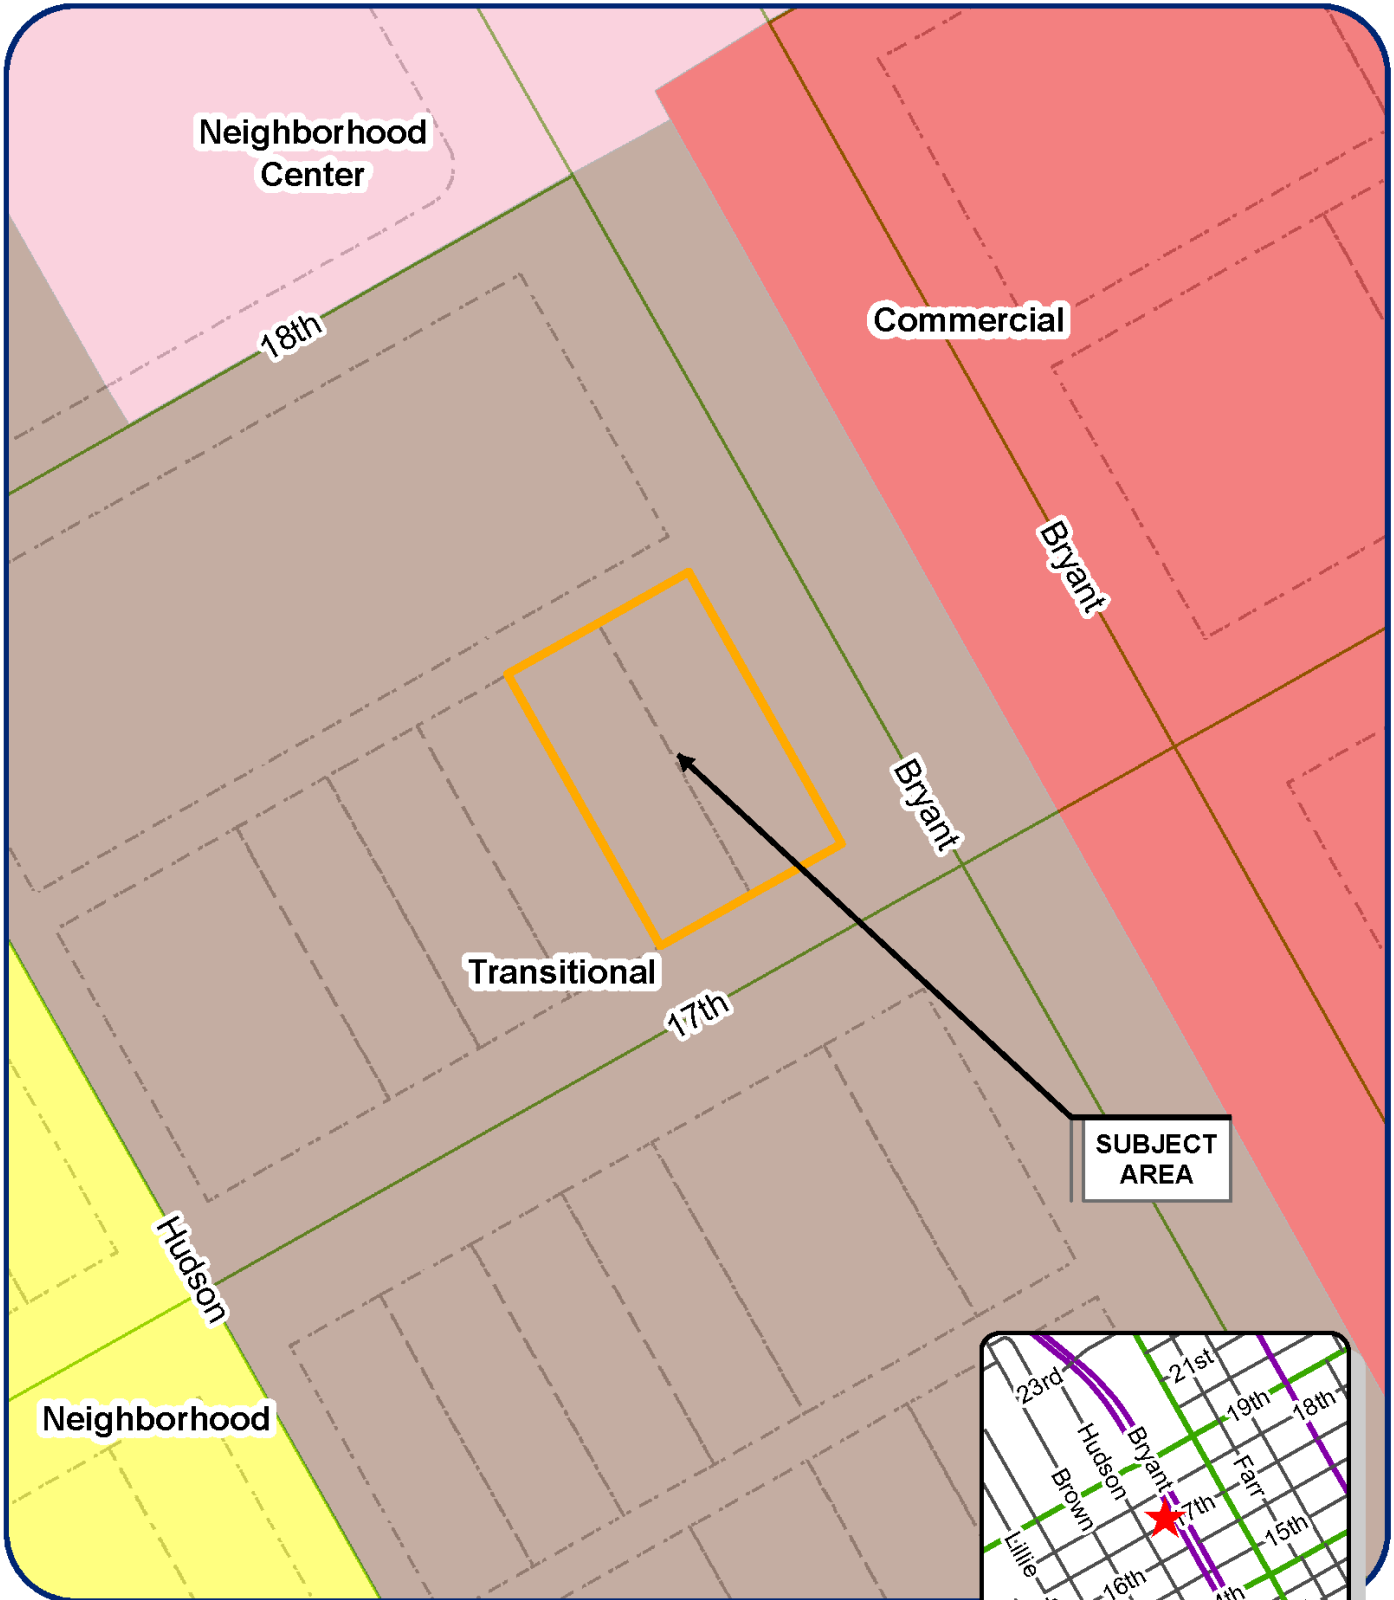 Neighborhood
Center
18th
Commercial
Bryant
Bryant
Transitional
17th
SUBJECT
AREA
Hudson
Neighborhood
23rd
21st
19th
18th
Hudson
Bryant
Farr
Brown
17th
15th
Lillie
16th